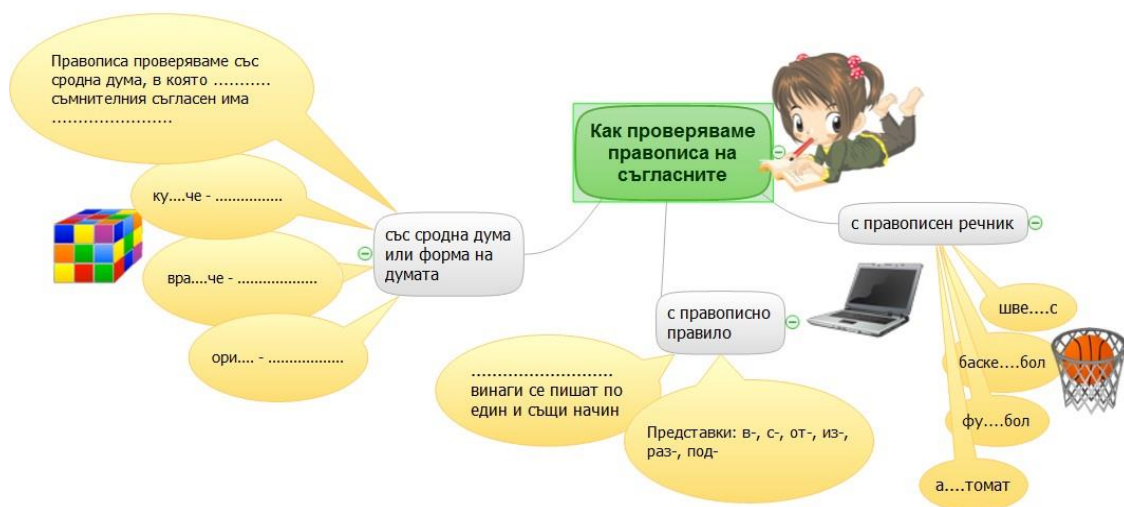 Как проверяваме
правописа на
съгласните
със сродна дума
или форма на
думата
Правописа проверяваме със
сродна дума, в която ...........
съмнителния съгласен има
.......................
ку....че - ................
вра....че - ...................
ори.... - ..................
с правописно
правило
...........................
винаги се пишат по
един и същи начин
Представки: в-, с-, от-, из-,
раз-, под-
с правописен речник
шве....с
баске....бол
фу....бол
а....томат